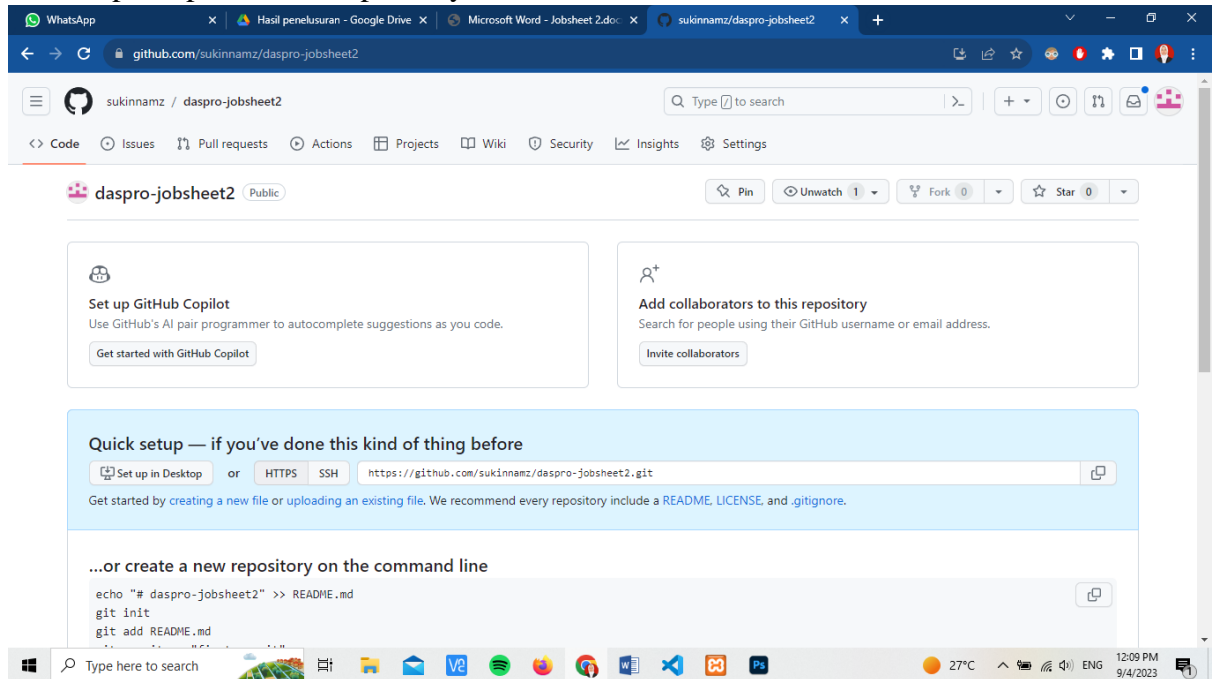 WhatsApp
Hasil penelusuran - Google Drive
Microsoft Word - Jobsheet 2.doc
sukinnamz/daspro-jobsheet2
github.com/sukinnamz/daspro-jobsheet2
sukinnamz / daspro-jobsheet2
Type / to search
<> Code
Issues
Pull requests
Actions
Projects
Wiki
Security
Insights
Settings
daspro-jobsheet2 Public
Pin
Unwatch 1
Fork 0
Star 0
Set up GitHub Copilot
Use GitHub's AI pair programmer to autocomplete suggestions as you code.
Get started with GitHub Copilot
Add collaborators to this repository
Search for people using their GitHub username or email address.
Invite collaborators
Quick setup — if you've done this kind of thing before
Set up in Desktop or HTTPS SSH https://github.com/sukinnamz/daspro-jobsheet2.git
Get started by creating a new file or uploading an existing file. We recommend every repository include a README, LICENSE, and .gitignore.
...or create a new repository on the command line
echo "# daspro-jobsheet2" >> README.md
git init
git add README.md
Type here to search
27°C
ENG
12:09 PM
9/4/2023